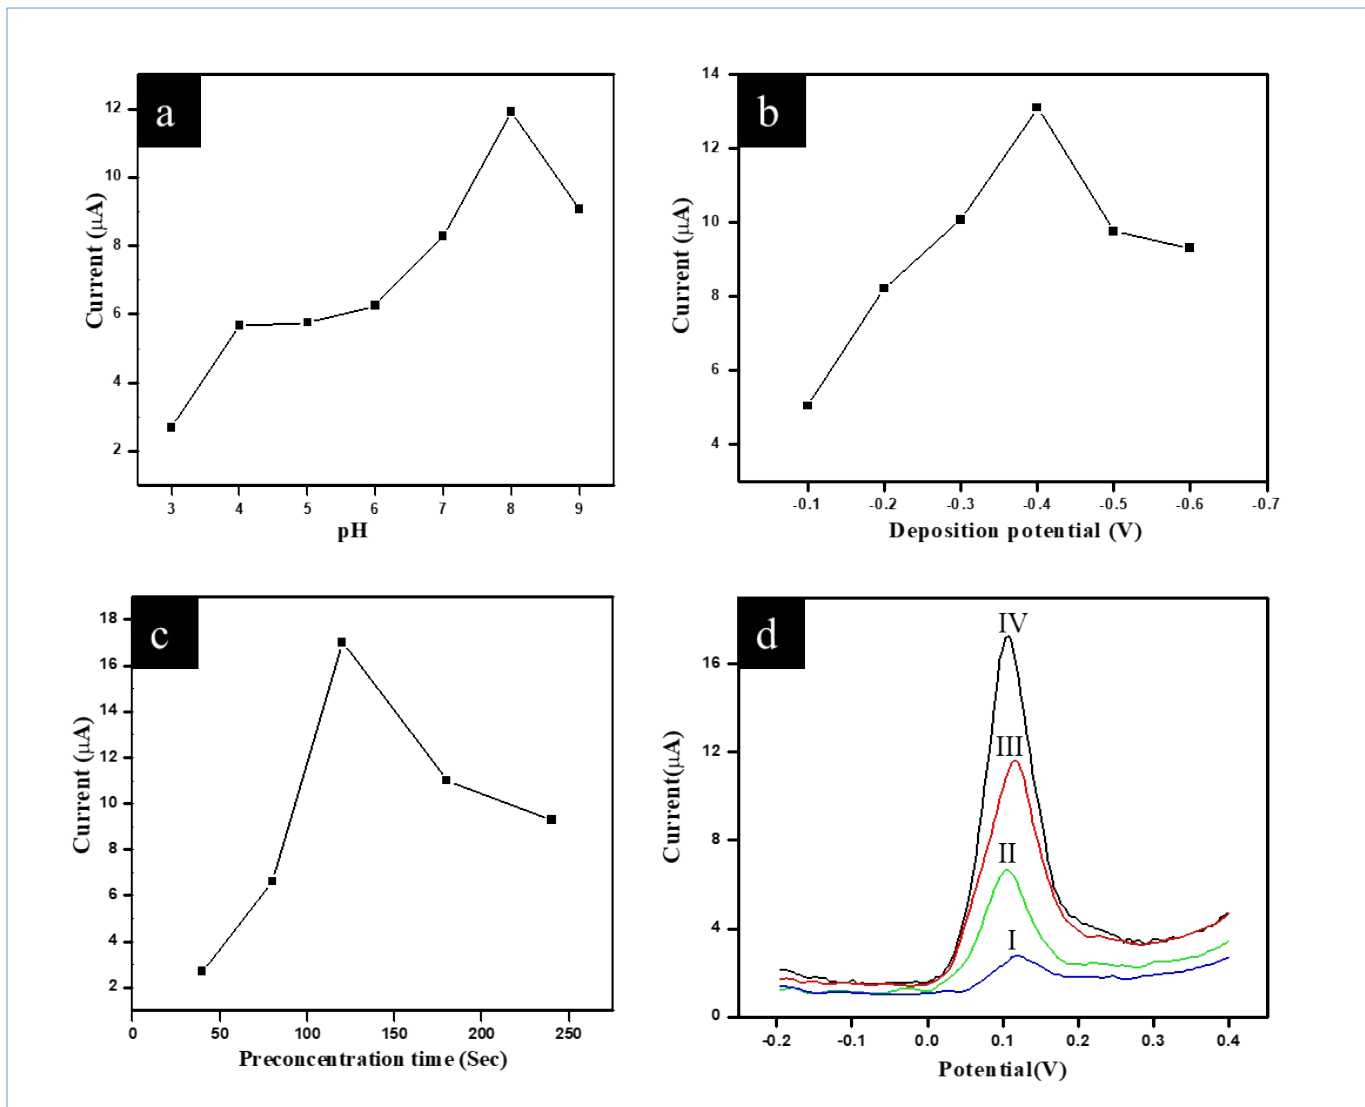 a
Current (μA)
12
10
8
6
4
2
3 4 5 6 7 8 9
pH
b
Current (μA)
14
12
10
8
6
4
-0.1 -0.2 -0.3 -0.4 -0.5 -0.6 -0.7
Deposition potential (V)
c
Current (μA)
18
16
14
12
10
8
6
4
2
0 50 100 150 200 250
Preconcentration time (Sec)
d
Current(μA)
16
12
8
4
0
IV
III
II
I
-0.2 -0.1 0.0 0.1 0.2 0.3 0.4
Potential(V)